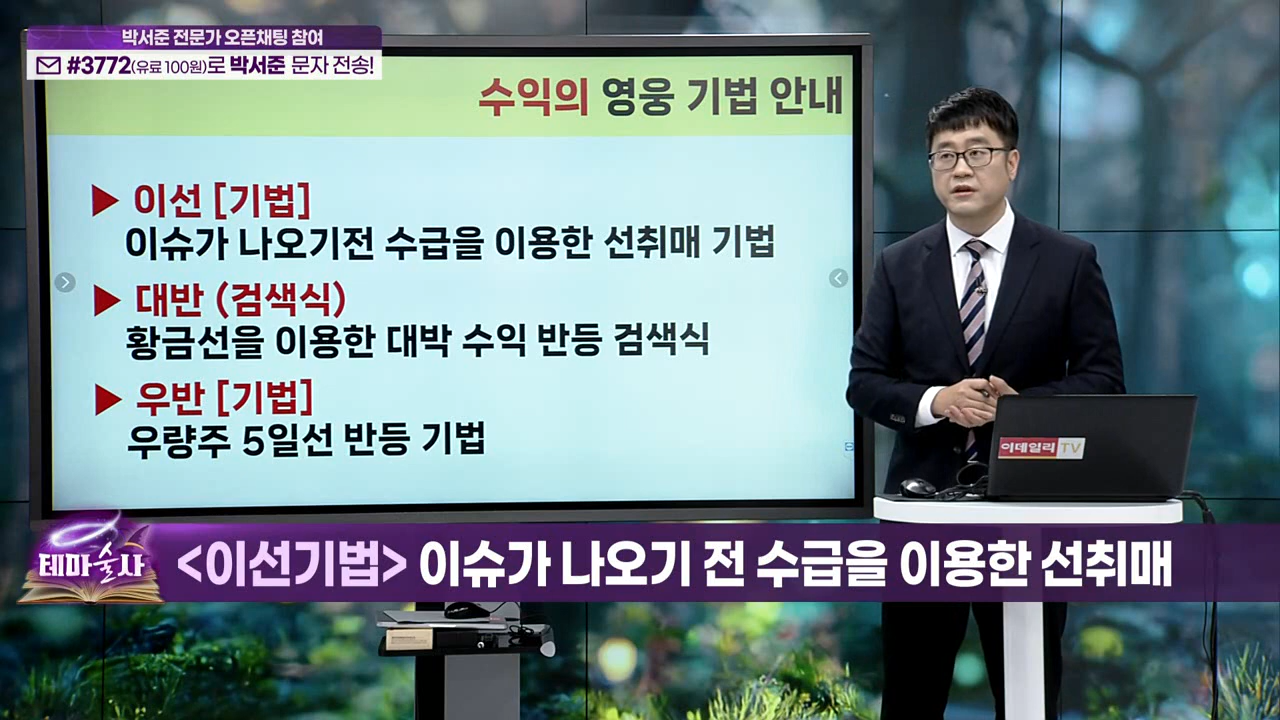 박서준 전문가 오픈채팅 참여
#3772(유료 100원)로 박서준 문자 전송!
수익의 영웅 기법 안내
▶ 이선 [기법]
이슈가 나오기전 수급을 이용한 선취매 기법
▶ 대반 (검색식)
황금선을 이용한 대박 수익 반등 검색식
▶ 우반 [기법]
우량주 5일선 반등 기법
이데일리 TV
테마술사
<이선기법> 이슈가 나오기 전 수급을 이용한 선취매